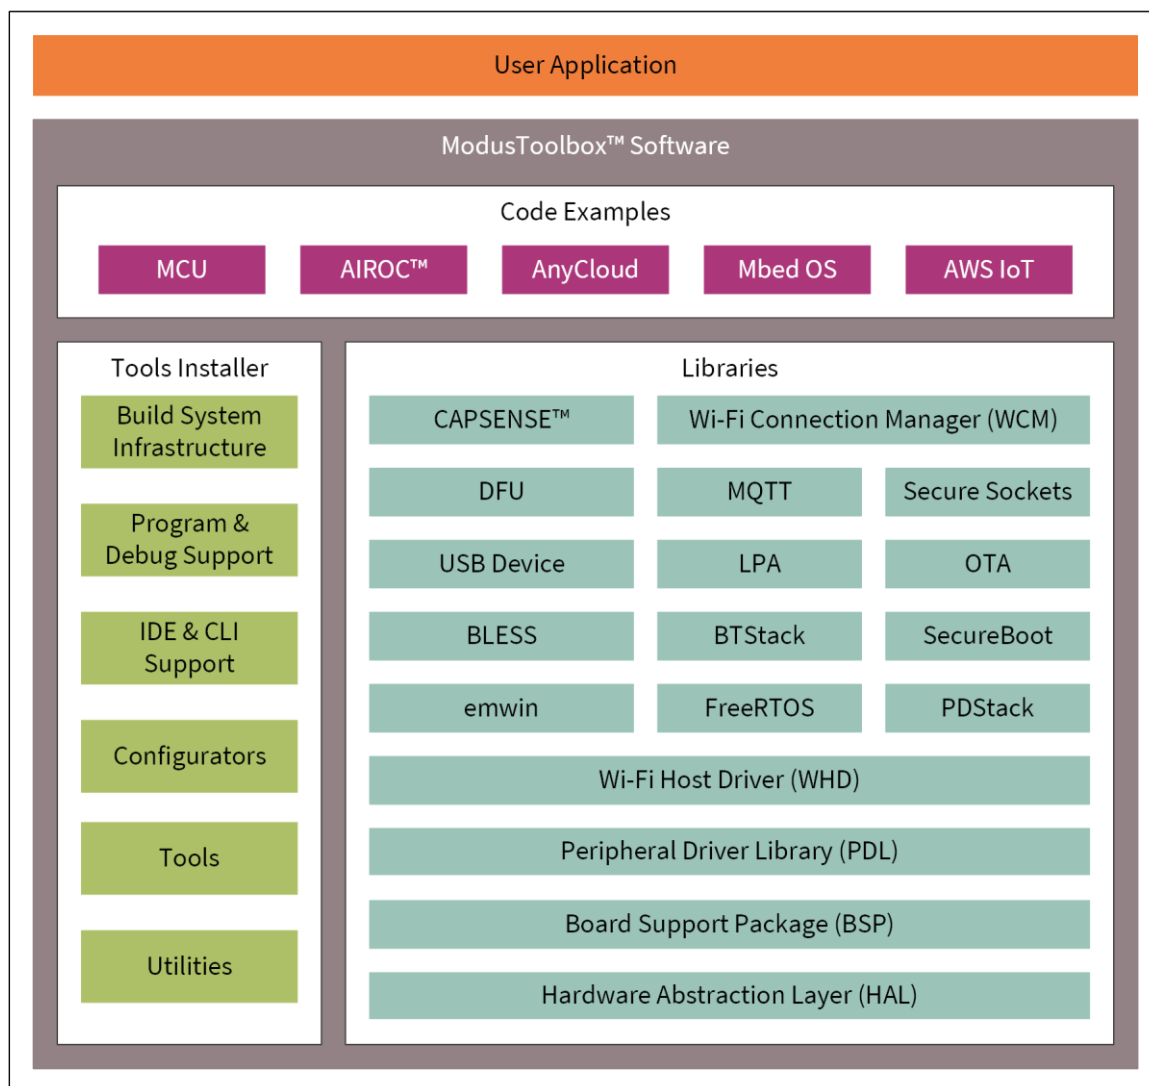 User Application
ModusToolbox™ Software
Code Examples
MCU
AIROC™
AnyCloud
Mbed OS
AWS IoT
Tools Installer
Build System
Infrastructure
Program &
Debug Support
IDE & CLI
Support
Configurators
Tools
Utilities
Libraries
CAPSENSE™
Wi-Fi Connection Manager (WCM)
DFU
MQTT
Secure Sockets
USB Device
LPA
OTA
BLESS
BTStack
SecureBoot
emwin
FreeRTOS
PDStack
Wi-Fi Host Driver (WHD)
Peripheral Driver Library (PDL)
Board Support Package (BSP)
Hardware Abstraction Layer (HAL)